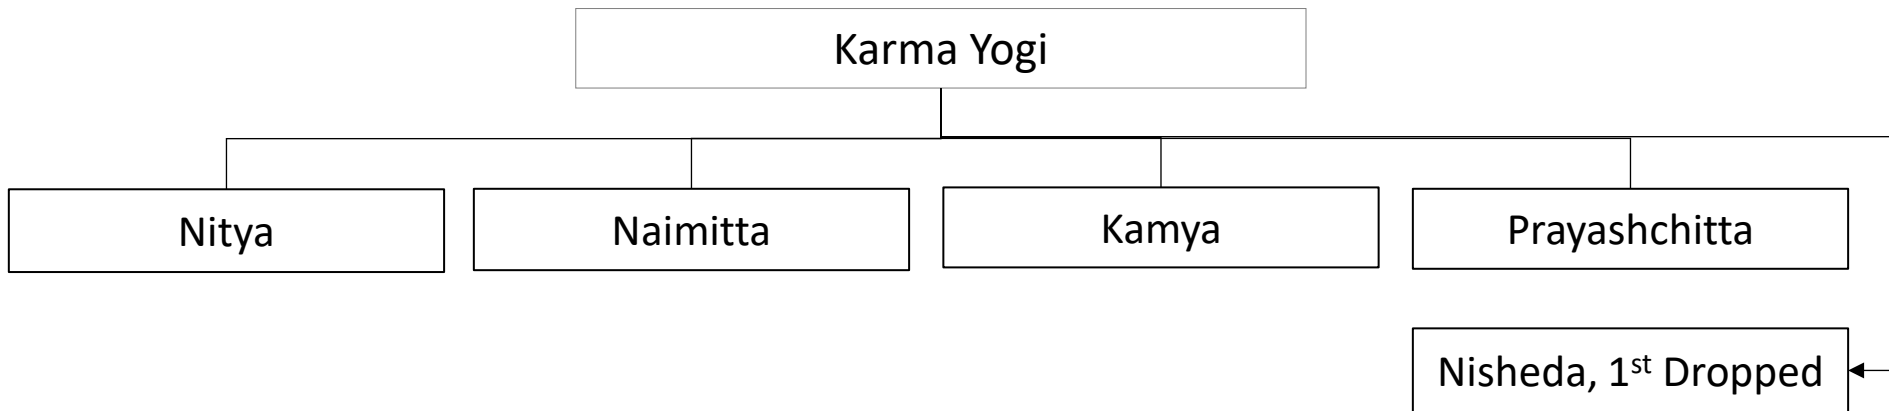 Karma Yogi
Nitya
Naimitta
Kamya
Prayashchitta
Nisheda, 1st Dropped